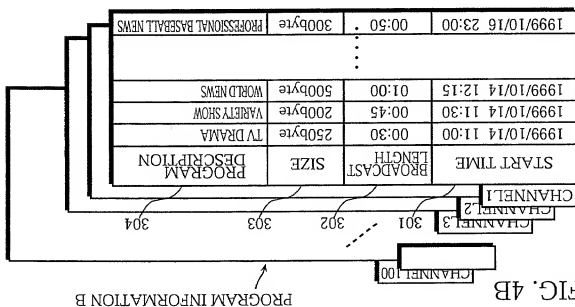 FIG. 4B
PROGRAM INFORMATION B
CHANNEL100
CHANNEL3
CHANNEL2
CHANNEL1
301 302 303 304
START TIME BROADCAST LENGTH SIZE PROGRAM DESCRIPTION
1999/10/14 11:00 00:30 250byte TV DRAMA
1999/10/14 11:30 00:45 200byte VARIETY SHOW
1999/10/14 12:15 01:00 500byte WORLD NEWS
1999/10/16 23:00 00:50 300byte PROFESSIONAL BASEBALL NEWS